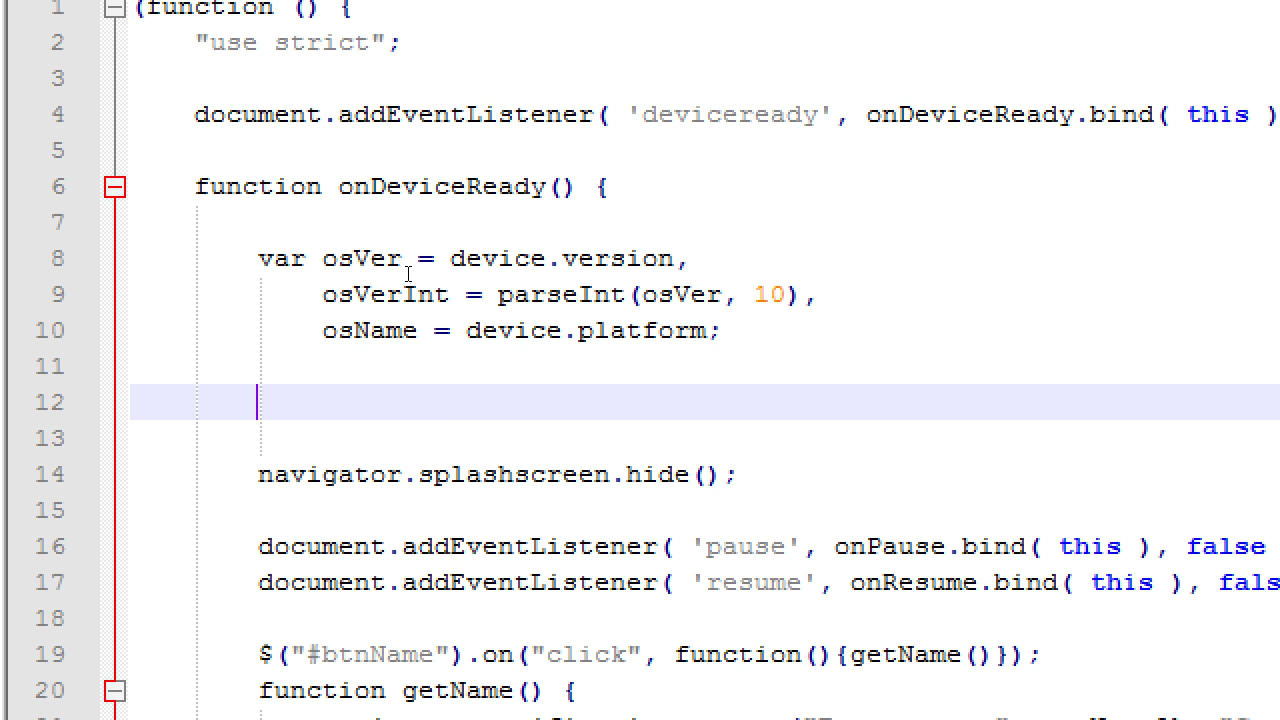 1 (function () {
2 "use strict";
3
4 document.addEventListener( 'deviceready', onDeviceReady.bind( this )
5
6 function onDeviceReady() {
7
8 var osVer = device.version,
9 osVerInt = parseInt(osVer, 10),
10 osName = device.platform;
11
12
13
14 navigator.splashscreen.hide();
15
16 document.addEventListener( 'pause', onPause.bind( this ), false
17 document.addEventListener( 'resume', onResume.bind( this ), fals
18
19 $("#btnName").on("click", function(){getName()});
20 function getName() {